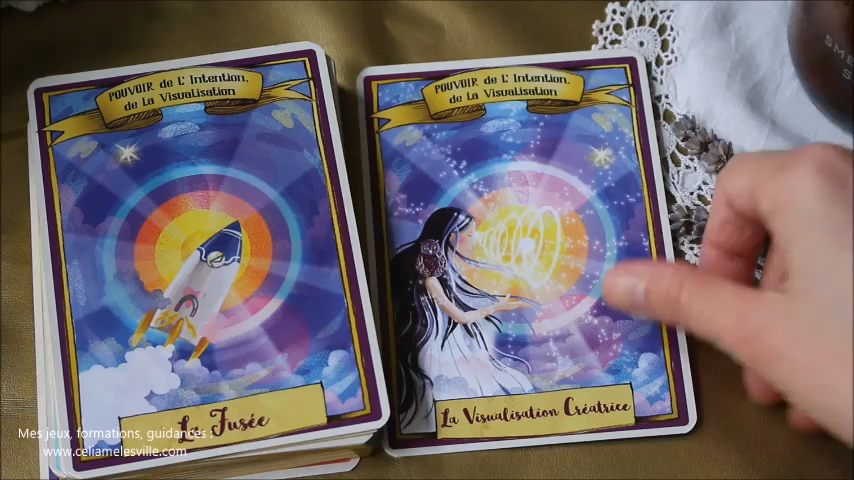 POUVOIR de L' Intention,
de La Visualisation
La Fusée
POUVOIR de L' Intention,
de La Visualisation
La Visualisation Créatrice
Mes jeux, formations, guidances :
www.celiamelesville.com